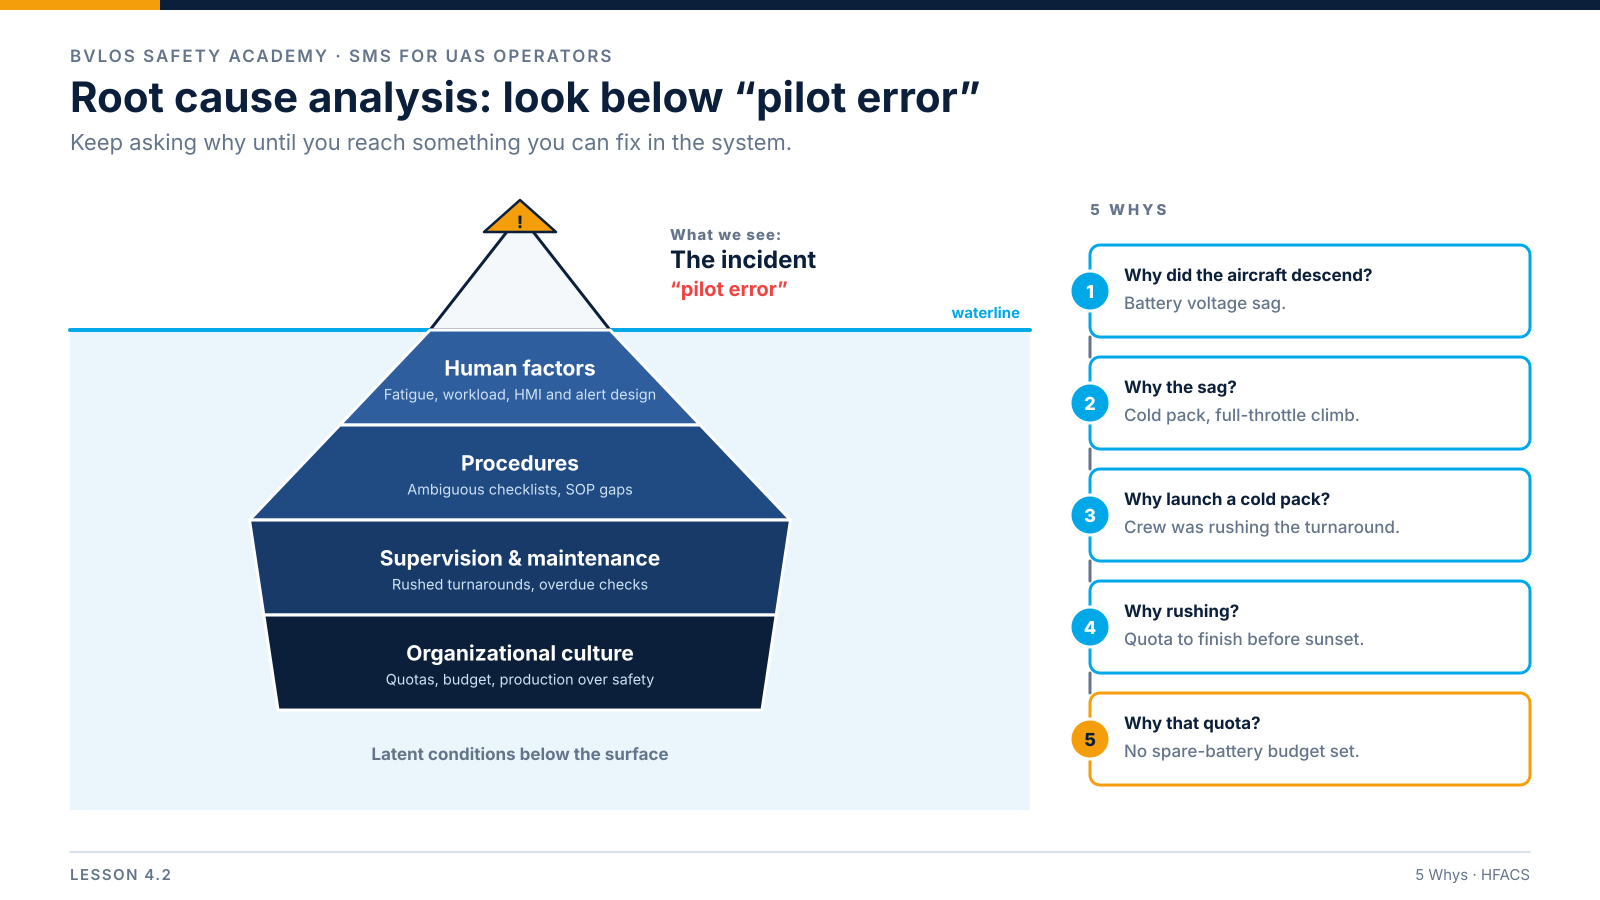 BVLOS SAFETY ACADEMY · SMS FOR UAS OPERATORS
Root cause analysis: look below “pilot error”
Keep asking why until you reach something you can fix in the system.
!
What we see:
The incident
“pilot error”
waterline
Human factors
Fatigue, workload, HMI and alert design
Procedures
Ambiguous checklists, SOP gaps
Supervision & maintenance
Rushed turnarounds, overdue checks
Organizational culture
Quotas, budget, production over safety
Latent conditions below the surface
5 WHYS
1
Why did the aircraft descend?
Battery voltage sag.
2
Why the sag?
Cold pack, full-throttle climb.
3
Why launch a cold pack?
Crew was rushing the turnaround.
4
Why rushing?
Quota to finish before sunset.
5
Why that quota?
No spare-battery budget set.
LESSON 4.2
5 Whys · HFACS